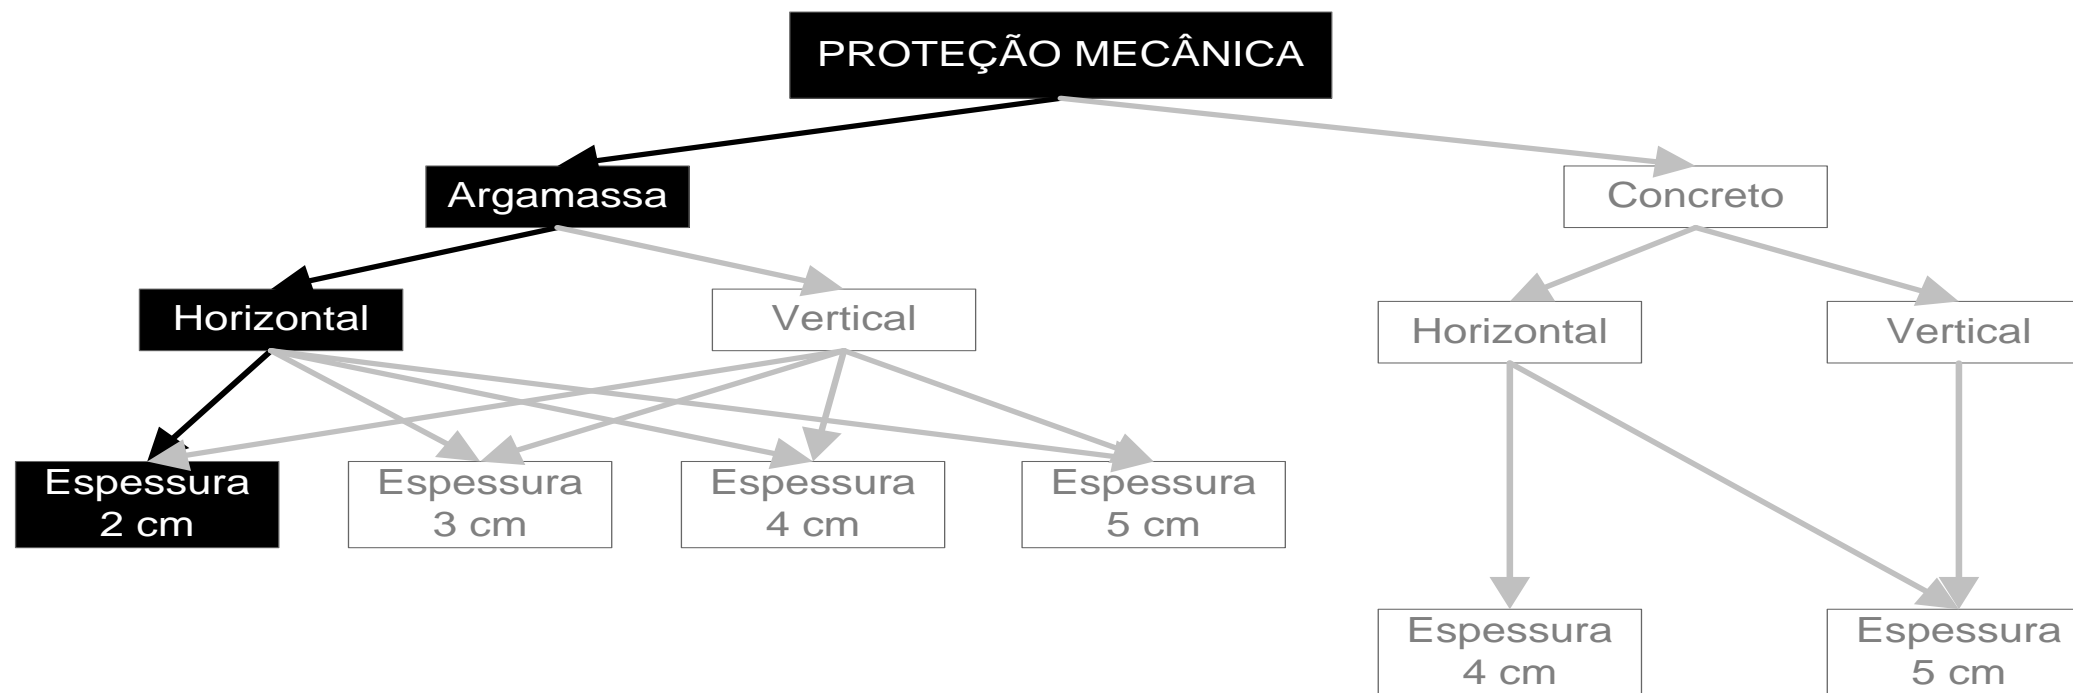 PROTEÇÃO MECÂNICA
Argamassa
Concreto
Horizontal
Vertical
Horizontal
Vertical
Espessura
2 cm
Espessura
3 cm
Espessura
4 cm
Espessura
5 cm
Espessura
4 cm
Espessura
5 cm